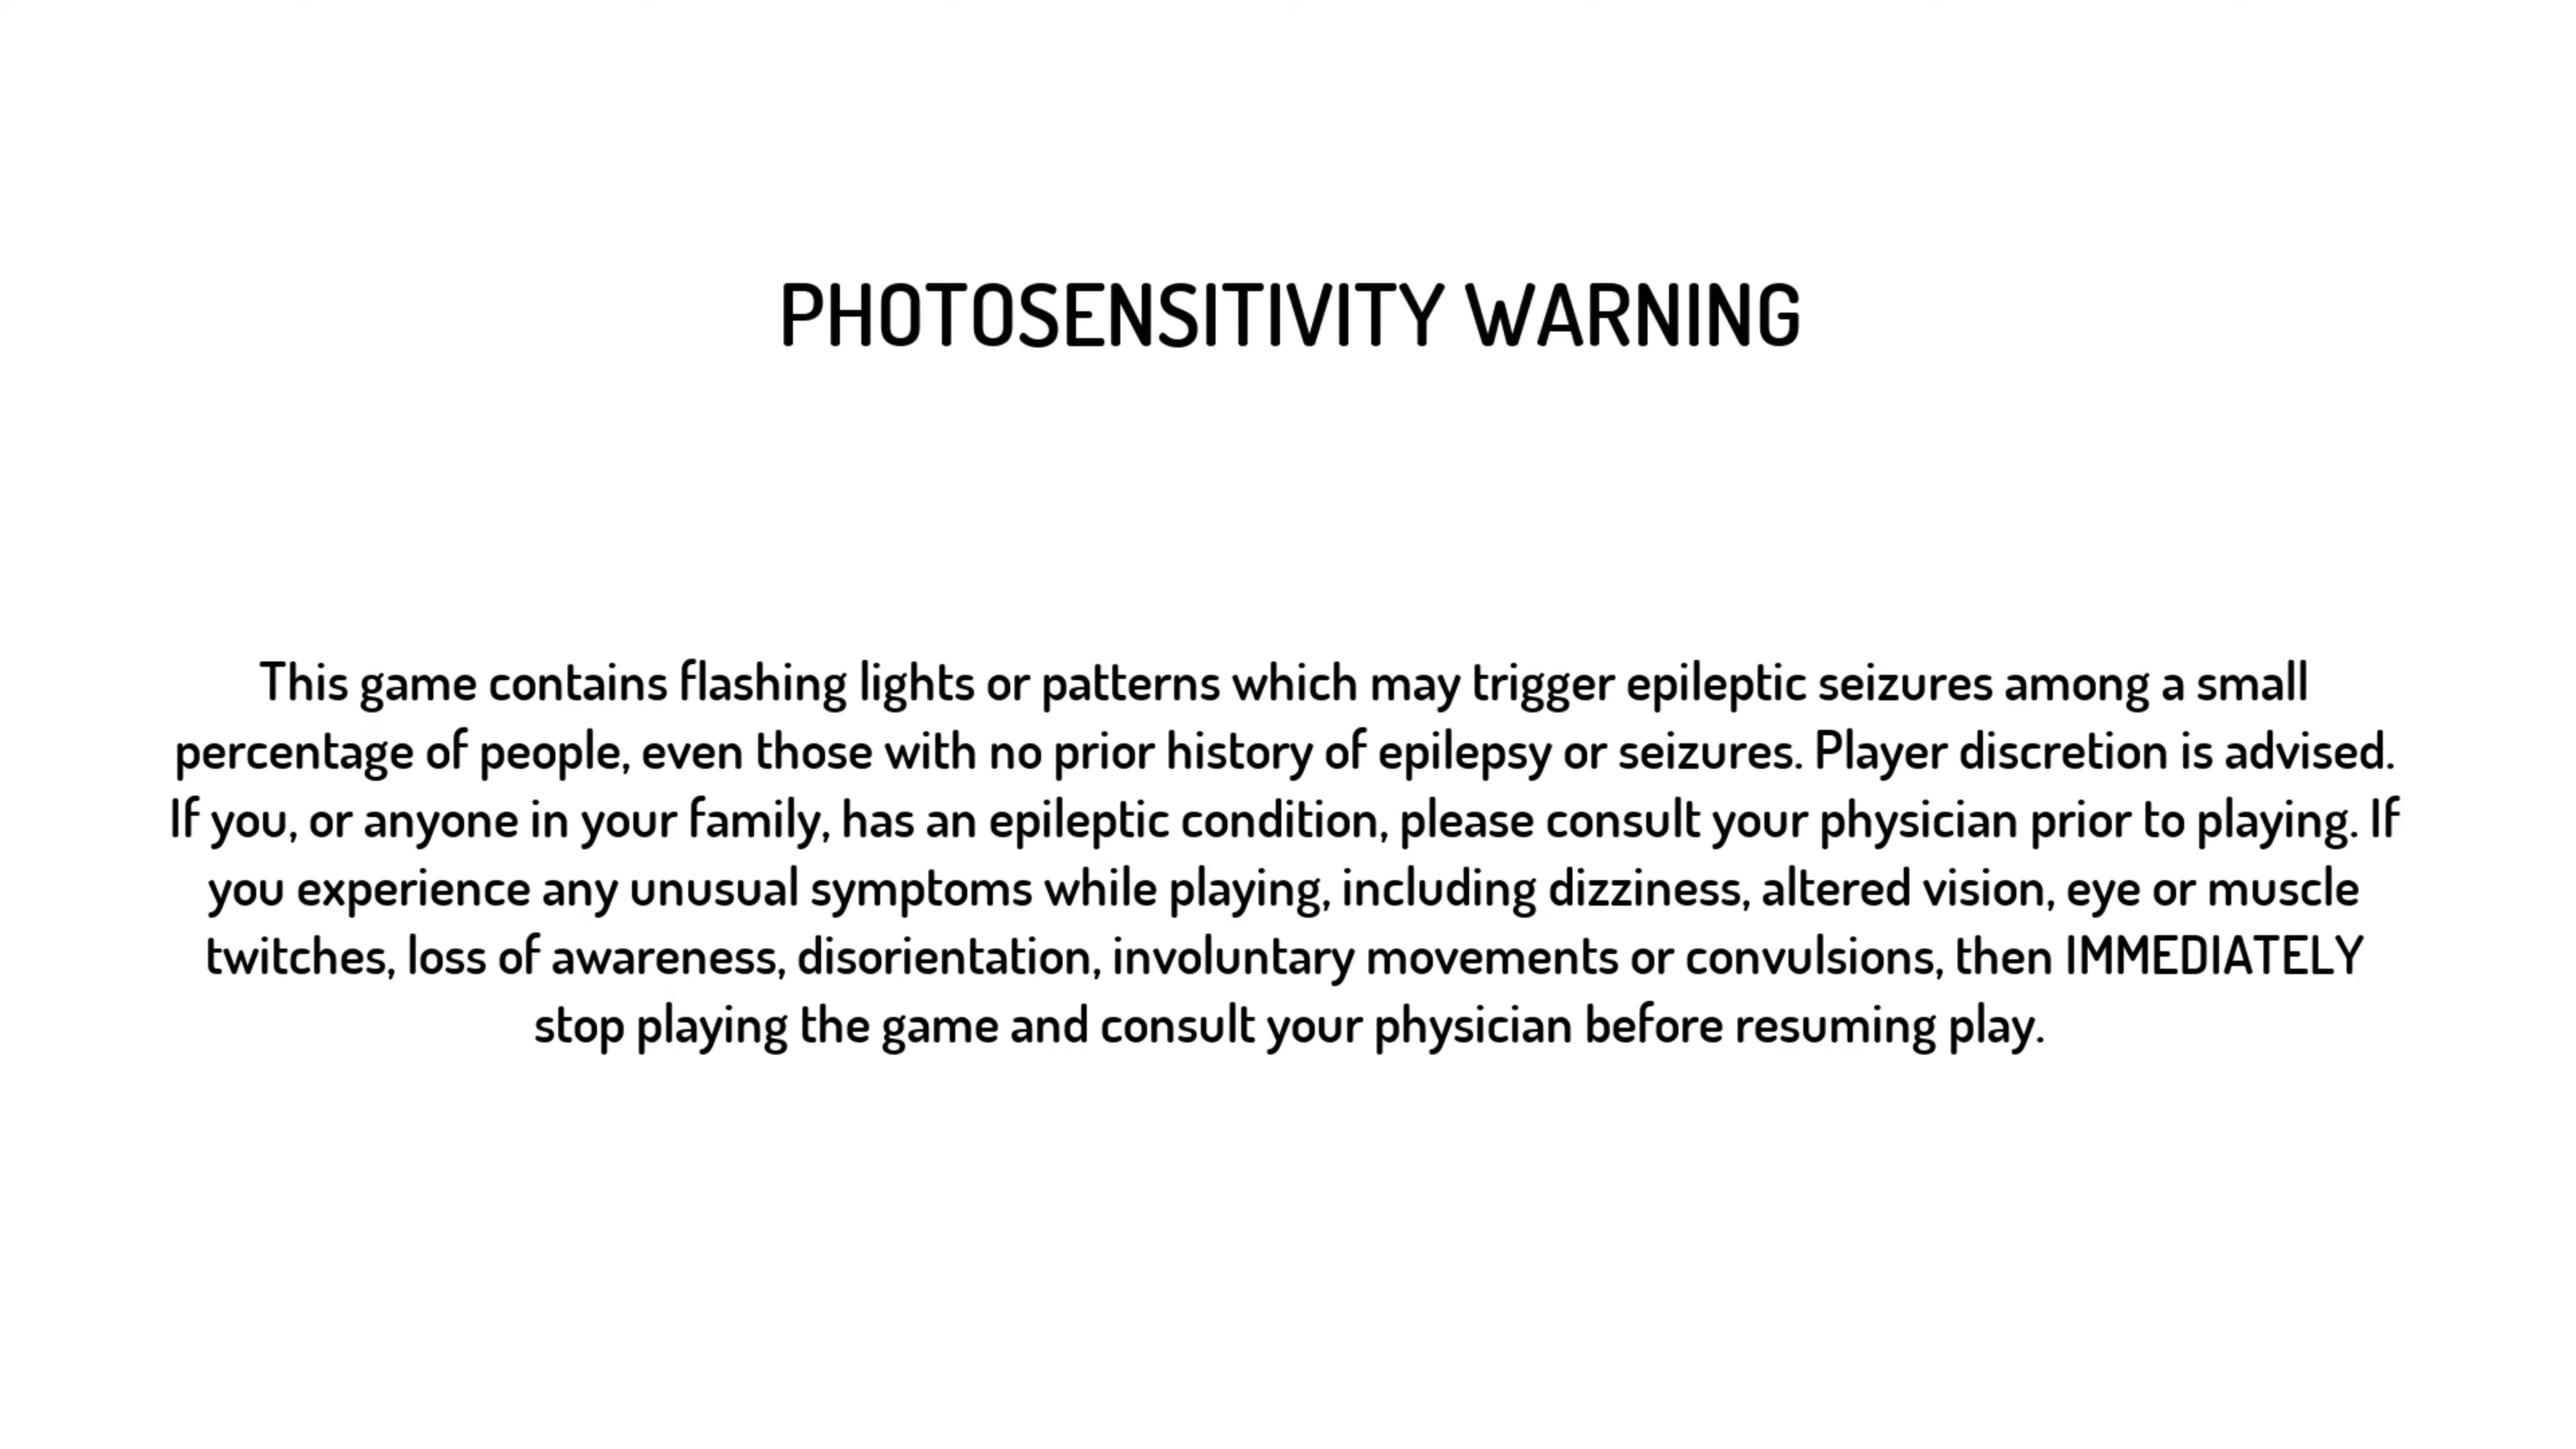 PHOTOSENSITIVITY WARNING
This game contains flashing lights or patterns which may trigger epileptic seizures among a small
percentage of people, even those with no prior history of epilepsy or seizures. Player discretion is advised.
If you, or anyone in your family, has an epileptic condition, please consult your physician prior to playing. If
you experience any unusual symptoms while playing, including dizziness, altered vision, eye or muscle
twitches, loss of awareness, disorientation, involuntary movements or convulsions, then IMMEDIATELY
stop playing the game and consult your physician before resuming play.